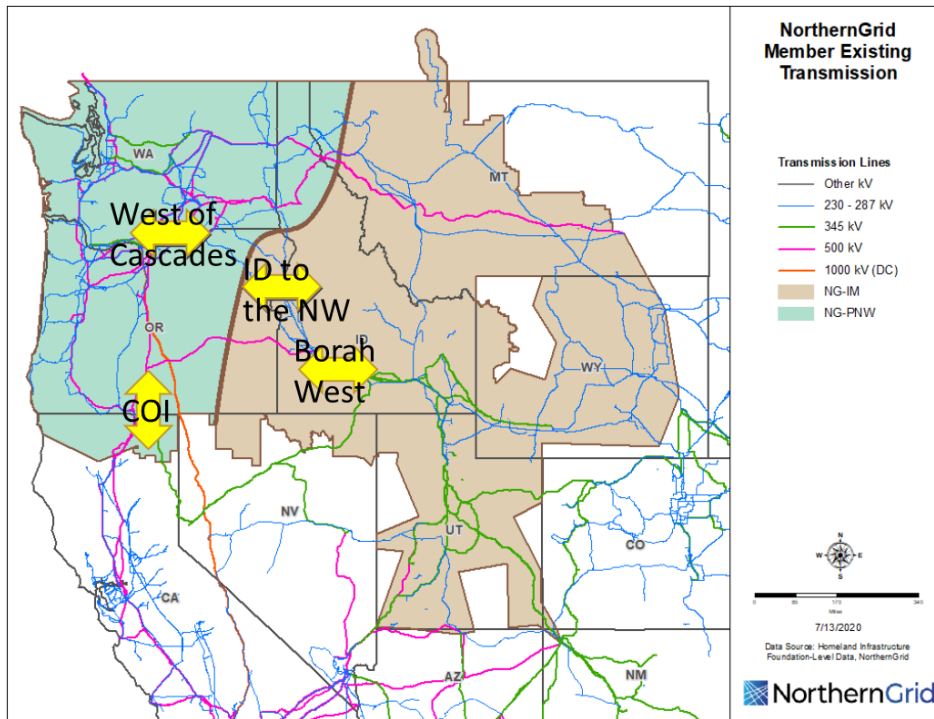 NorthernGrid
Member Existing
Transmission
Transmission Lines
Other kV
230 - 287 kV
345 kV
500 kV
1000 kV (DC)
NG-IM
NG-PNW
WA
MT
West of
Cascades
ID to
the NW
OR
ID
Borah
West
WY
COI
NV
UT
CO
CA
AZ
NM
N
W
E
S
0
85
170
340
Miles
7/13/2020
Data Source: Homeland Infrastructure
Foundation-Level Data, NorthernGrid
NorthernGrid